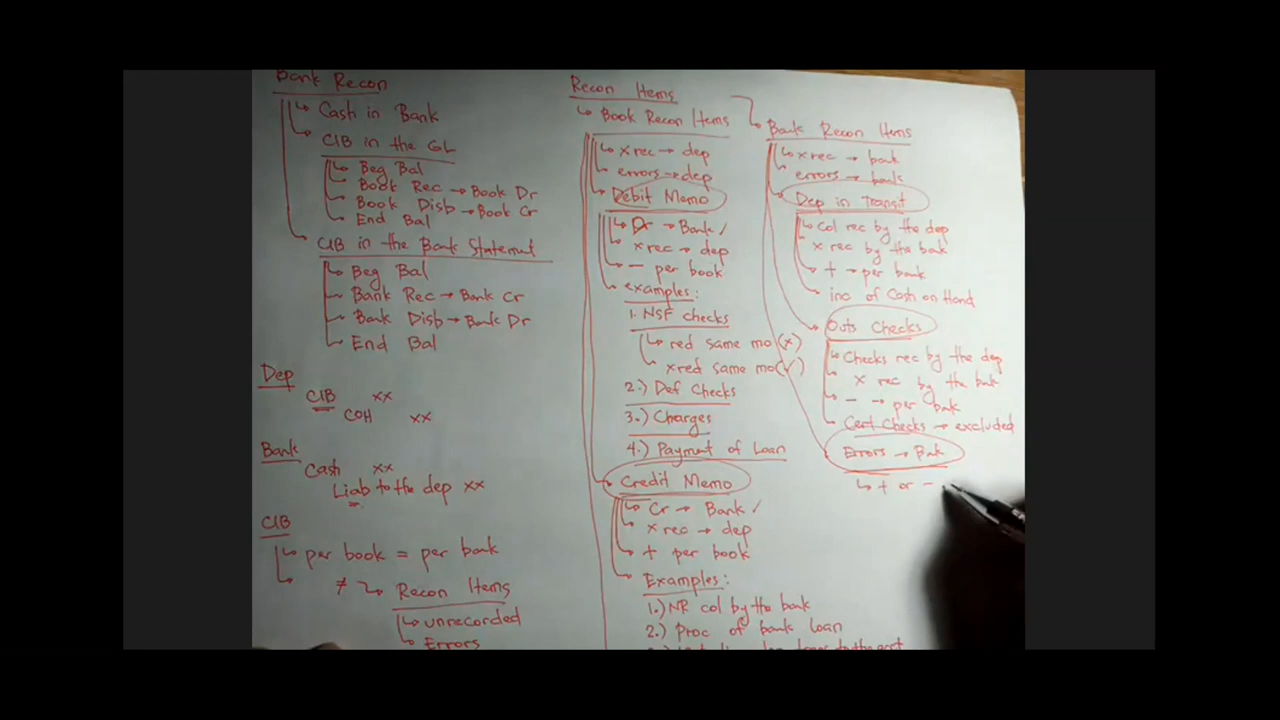 Bank Recon
↳ Cash in Bank
↳ CIB in the GL
↳ Beg Bal
Book Rec → Book Dr
Book Disb → Book Cr
End Bal
↳ CIB in the Bank Statemnt
↳ Beg Bal
Bank Rec → Bank Cr
Bank Disb → Bank Dr
End Bal
Dep
CIB xx
COH xx
Bank
Cash xx
Liab to the dep xx
CIB
↳ per book = per bank
≠ ↳ Recon Items
↳ unrecorded
↳ Errors
Recon Items
↳ Book Recon Items
↳ xrec → dep
errors → dep
Debit Memo
↳ Dr → Bank ✓
xrec → dep
− per book
examples:
1. NSF checks
↳ red same mo (x)
xred same mo (✓)
2.) Def Checks
3.) Charges
4.) Payment of Loan
Credit Memo
↳ Cr → Bank ✓
x rec → dep
+ per book
Examples:
1.) NR col by the bank
2.) Proc of bank loan
↳ Bank Recon Items
↳ x rec → bank
errors → bank
Dep in Transit
↳ Col rec by the dep
x rec by the bank
+ → per bank
inc of Cash on Hand
Outs Checks
↳ Checks rec by the dep
x rec by the bank
− → per bank
Cert Checks → excluded
Errors → Bnk
↳ + or −